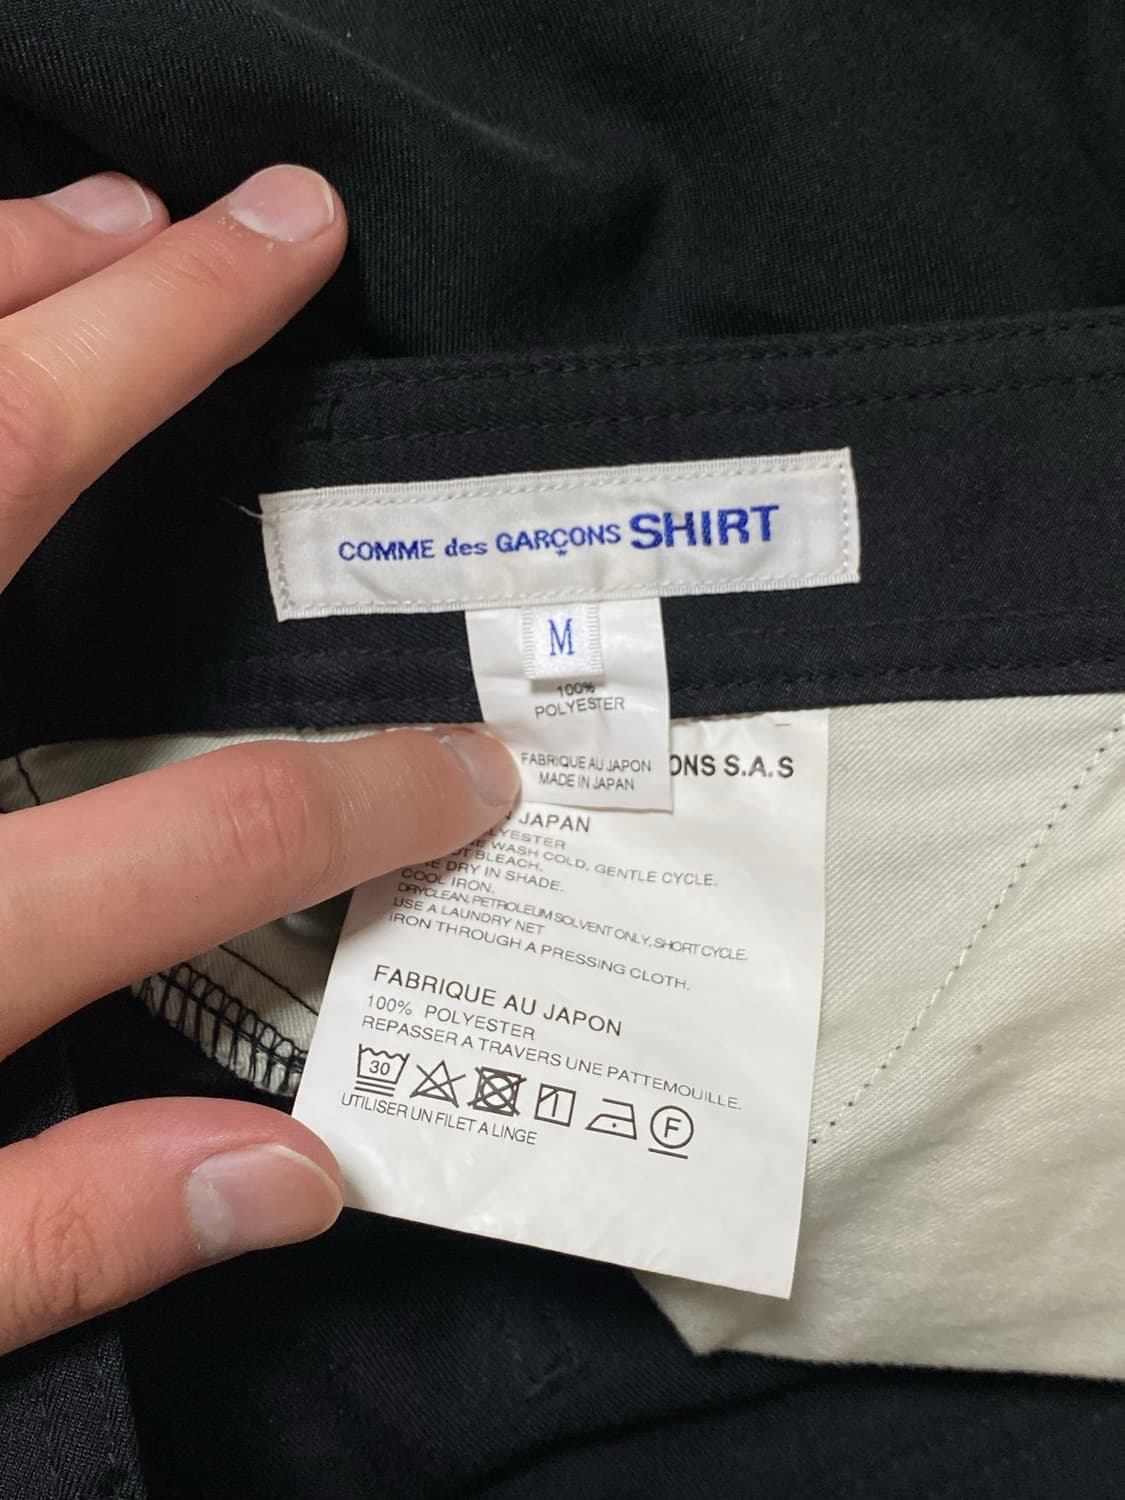 COMME des GARÇONS SHIRT
M
100%
POLYESTER
FABRIQUE AU JAPON
MADE IN JAPAN
ONS S.A.S
JAPAN
LYESTER
WASH COLD, GENTLE CYCLE.
OT BLEACH.
DRY IN SHADE.
COOL IRON.
DRYCLEAN, PETROLEUM SOLVENT ONLY, SHORT CYCLE.
USE A LAUNDRY NET
IRON THROUGH A PRESSING CLOTH.
FABRIQUE AU JAPON
100% POLYESTER
REPASSER A TRAVERS UNE PATTEMOUILLE.
30
F
UTILISER UN FILET A LINGE